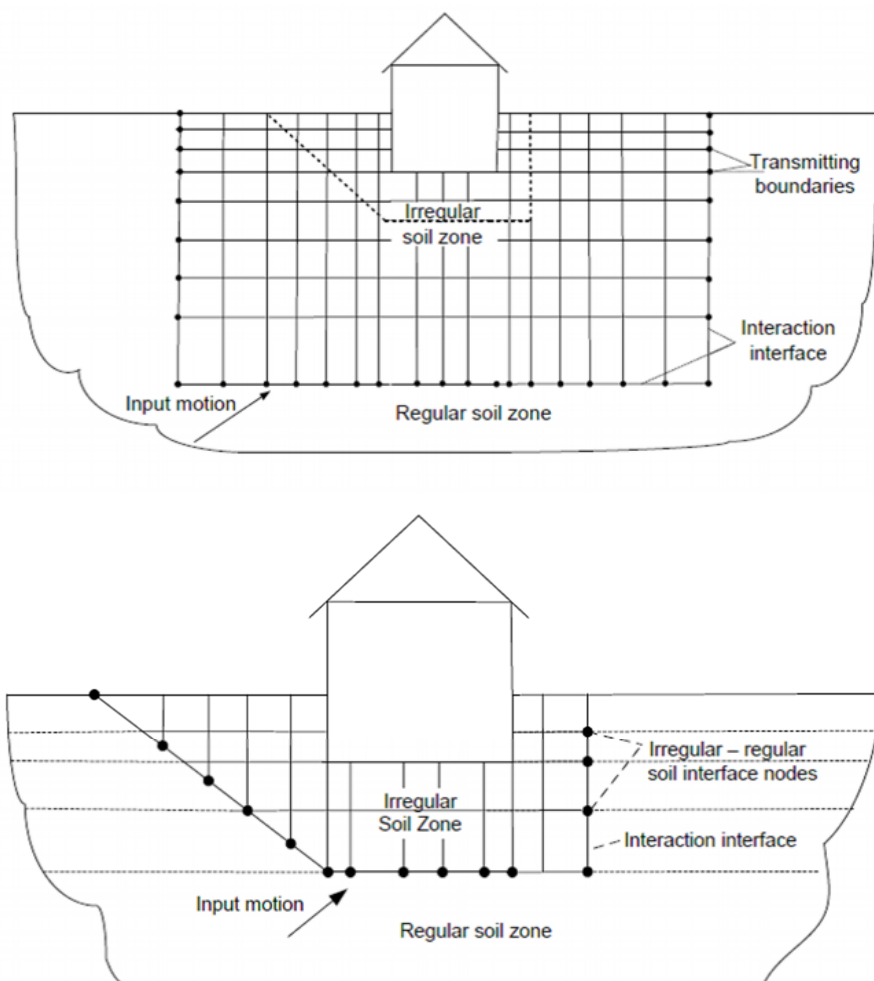 Transmitting
boundaries
Irregular
soil zone
Interaction
interface
Input motion
Regular soil zone
Irregular – regular
soil interface nodes
Irregular
Soil Zone
Interaction interface
Input motion
Regular soil zone